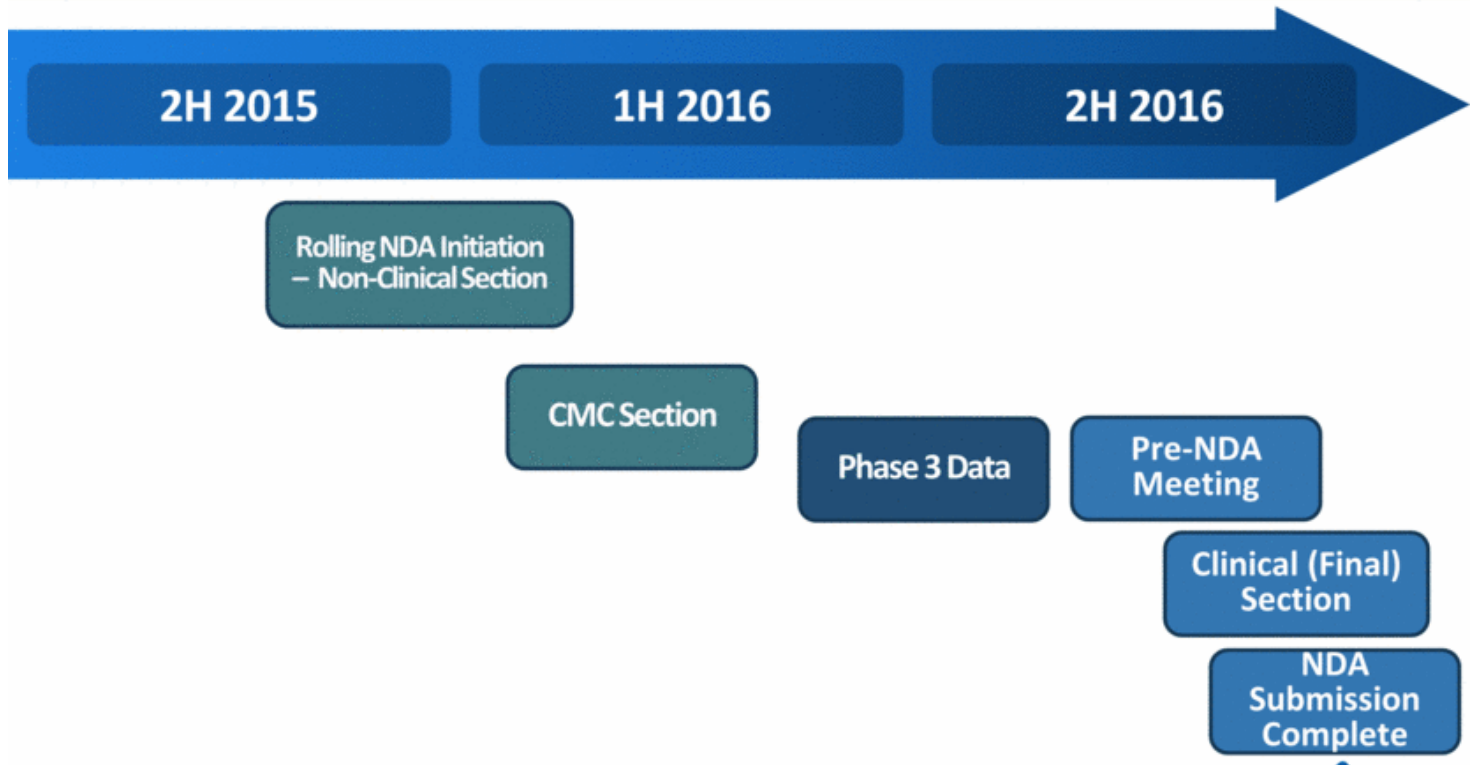 2H 2015
1H 2016
2H 2016
Rolling NDA Initiation
– Non-Clinical Section
CMC Section
Phase 3 Data
Pre-NDA
Meeting
Clinical (Final)
Section
NDA
Submission
Complete